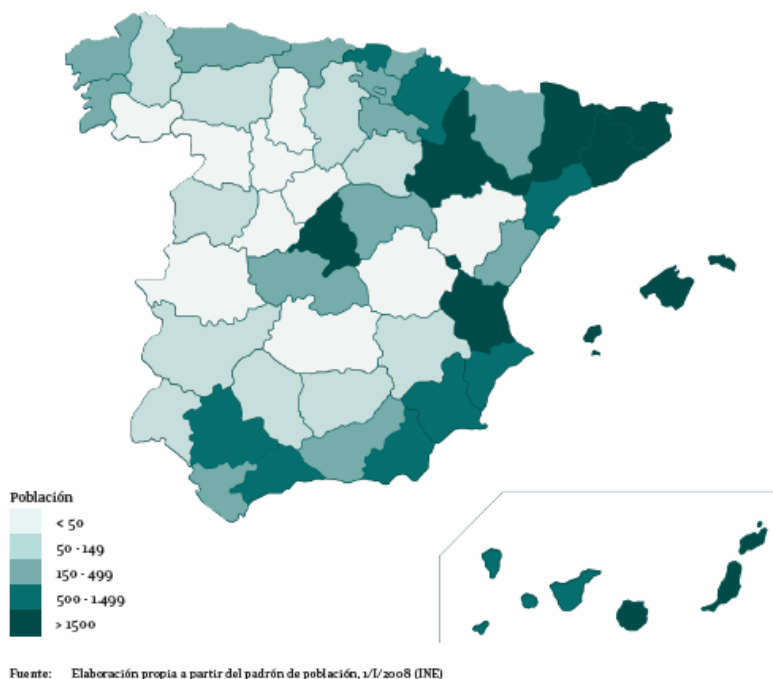 Población
< 50
50 - 149
150 - 499
500 - 1.499
> 1500
Fuente: Elaboración propia a partir del padrón de población, 1/I/2008 (INE)